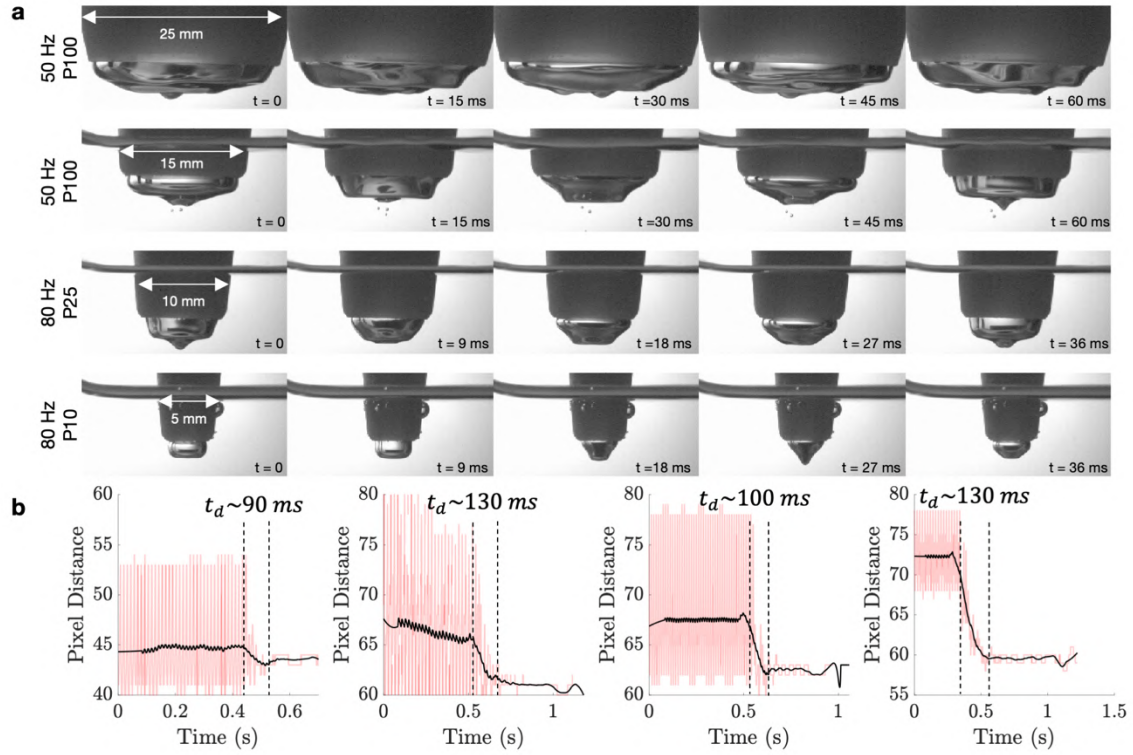 a
50 Hz
P100
25 mm
t = 0
t = 15 ms
t =30 ms
t = 45 ms
t = 60 ms
50 Hz
P100
15 mm
t = 0
t = 15 ms
t =30 ms
t = 45 ms
t = 60 ms
80 Hz
P25
10 mm
t = 0
t = 9 ms
t =18 ms
t = 27 ms
t = 36 ms
80 Hz
P10
5 mm
t = 0
t = 9 ms
t =18 ms
t = 27 ms
t = 36 ms
b
t_d~90 ms
Pixel Distance
60
55
50
45
40
0
0.2
0.4
0.6
Time (s)
t_d~130 ms
Pixel Distance
80
75
70
65
60
0
0.5
1
Time (s)
t_d~100 ms
Pixel Distance
80
75
70
65
60
0
0.5
1
Time (s)
t_d~130 ms
Pixel Distance
80
75
70
65
60
55
0
0.5
1
1.5
Time (s)